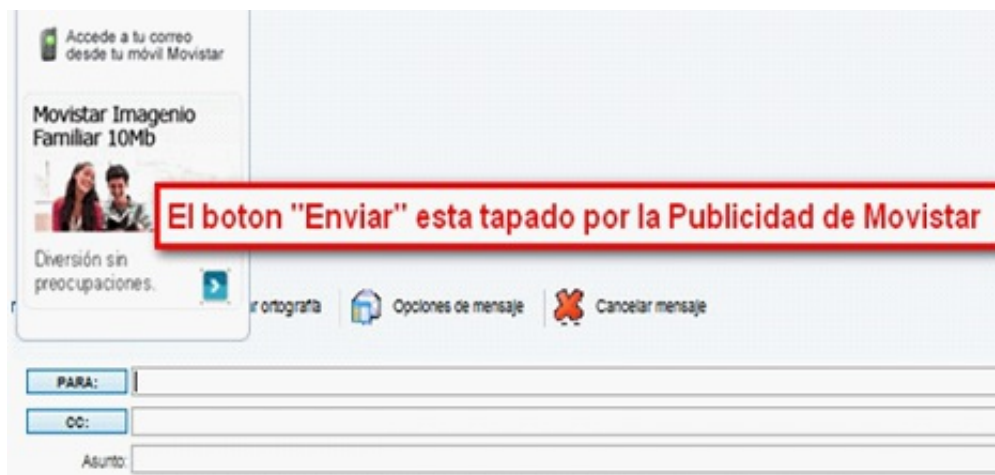 Accede a tu correo
desde tu móvil Movistar
Movistar Imagenio
Familiar 10Mb
El boton "Enviar" esta tapado por la Publicidad de Movistar
Diversión sin
preocupaciones.
ortografía Opciones de mensaje Cancelar mensaje
PARA:
CC:
Asunto: